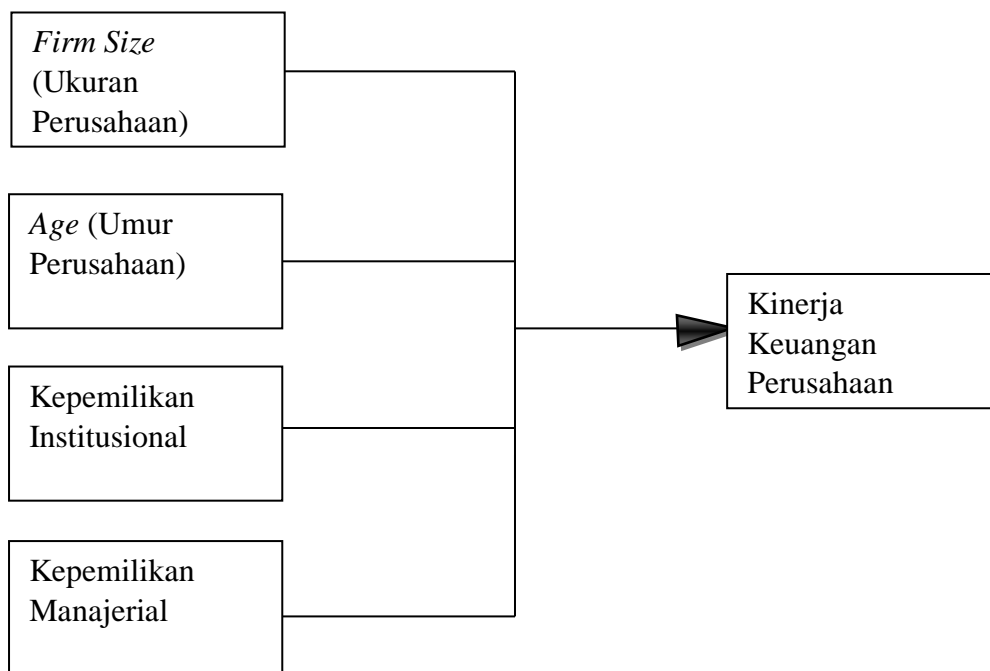 Firm Size
(Ukuran
Perusahaan)
Age (Umur
Perusahaan)
Kepemilikan
Institusional
Kepemilikan
Manajerial
Kinerja
Keuangan
Perusahaan